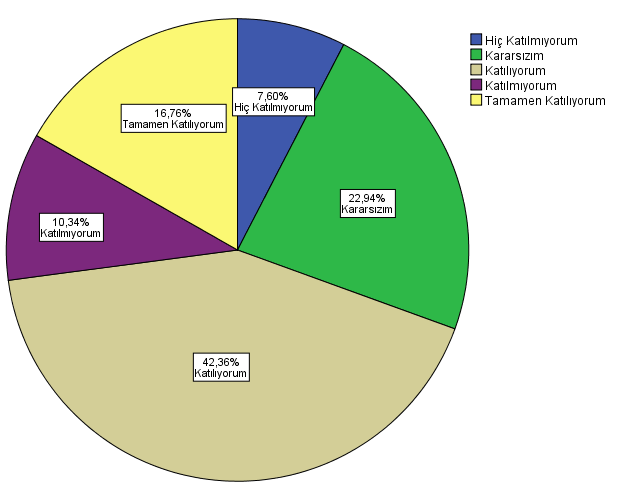 Hiç Katılmıyorum
Kararsızım
Katılıyorum
Katılmıyorum
Tamamen Katılıyorum
7,60%
Hiç Katılmıyorum
16,76%
Tamamen Katılıyorum
22,94%
Kararsızım
10,34%
Katılmıyorum
42,36%
Katılıyorum